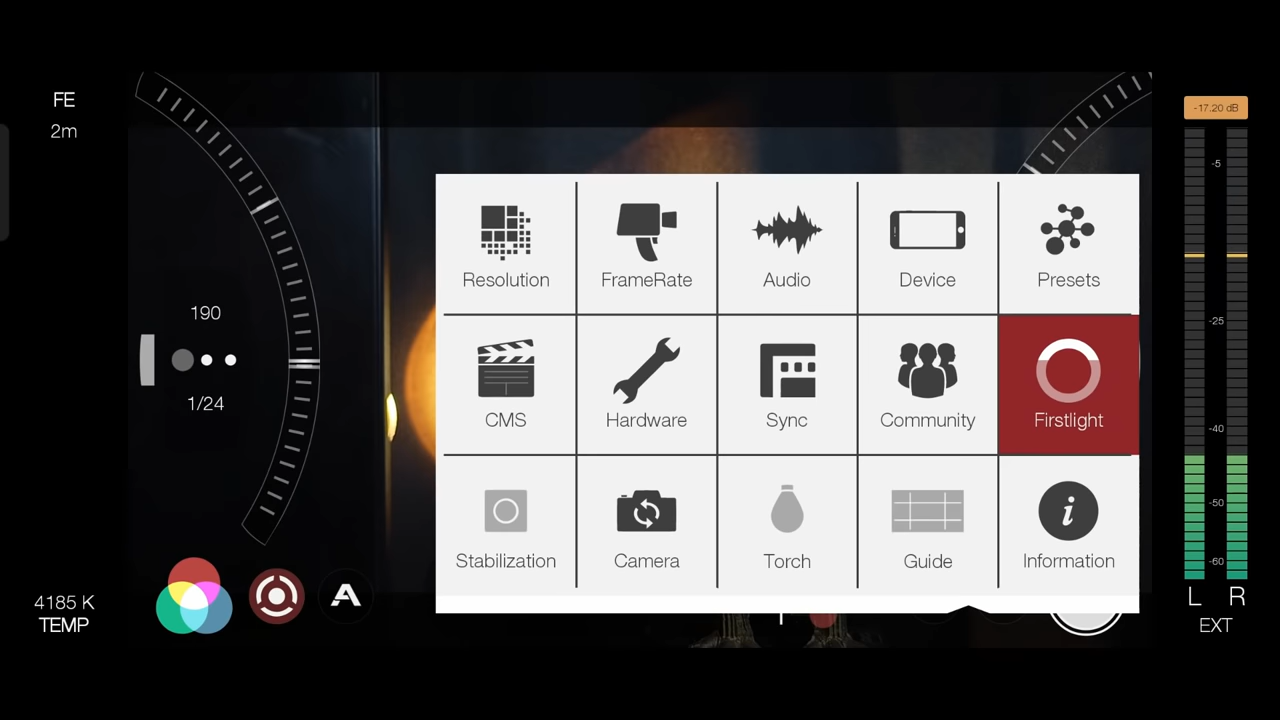 FE
2m
190
1/24
4185 K
TEMP
A
Resolution
FrameRate
Audio
Device
Presets
CMS
Hardware
Sync
Community
Firstlight
Stabilization
Camera
Torch
Guide
Information
-17.20 dB
-5
-25
-40
-50
-60
L R
EXT